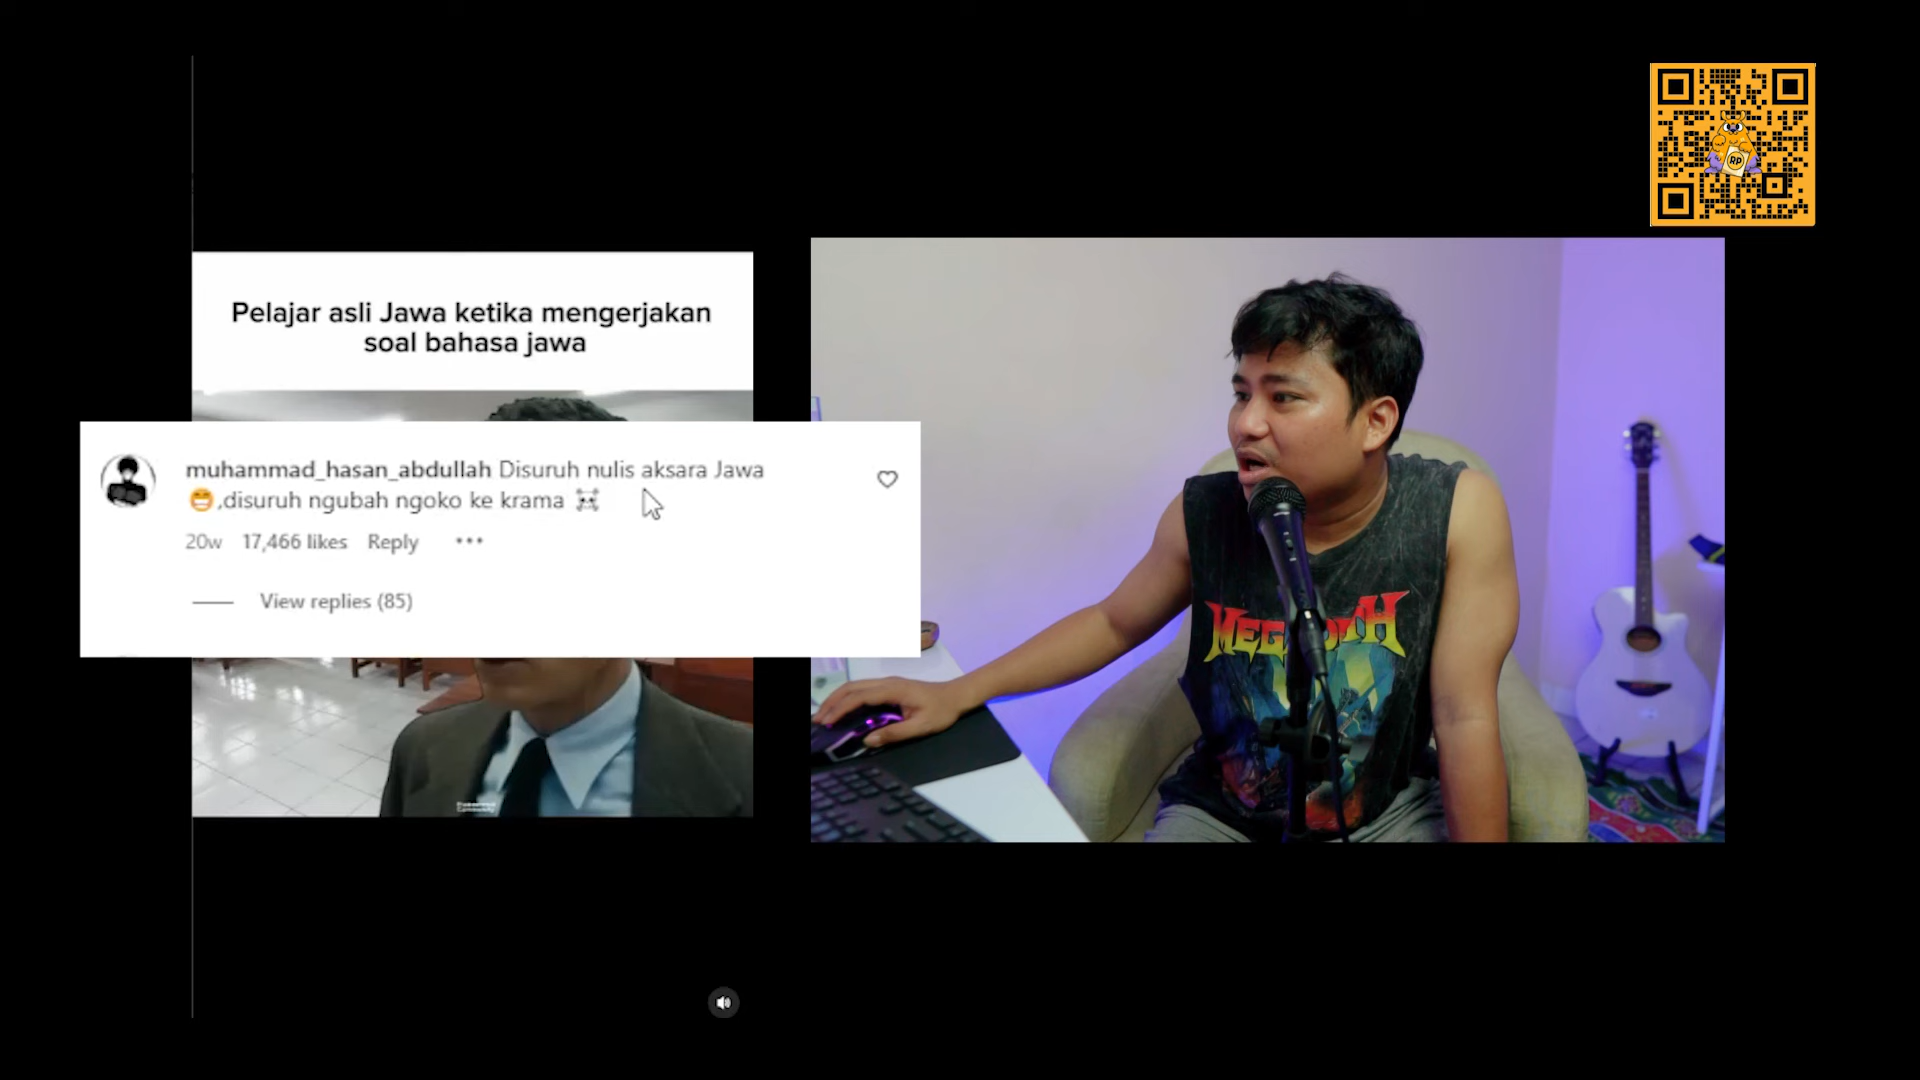 Pelajar asli Jawa ketika mengerjakan
soal bahasa jawa
muhammad_hasan_abdullah Disuruh nulis aksara Jawa
😁,disuruh ngubah ngoko ke krama ☠
20w 17,466 likes Reply •••
View replies (85)
RP